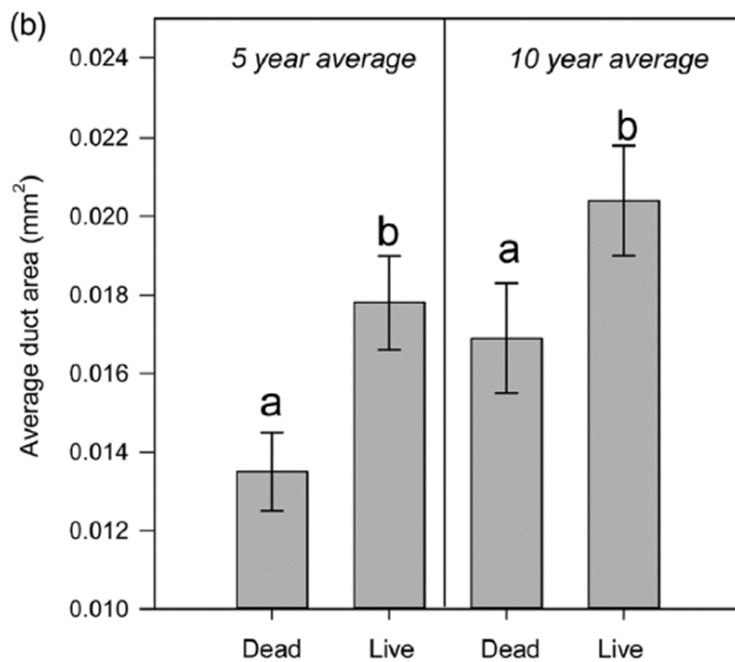 (b)
5 year average
10 year average
0.024
0.022
0.020
0.018
0.016
0.014
0.012
0.010
Average duct area (mm²)
a
b
a
b
Dead
Live
Dead
Live